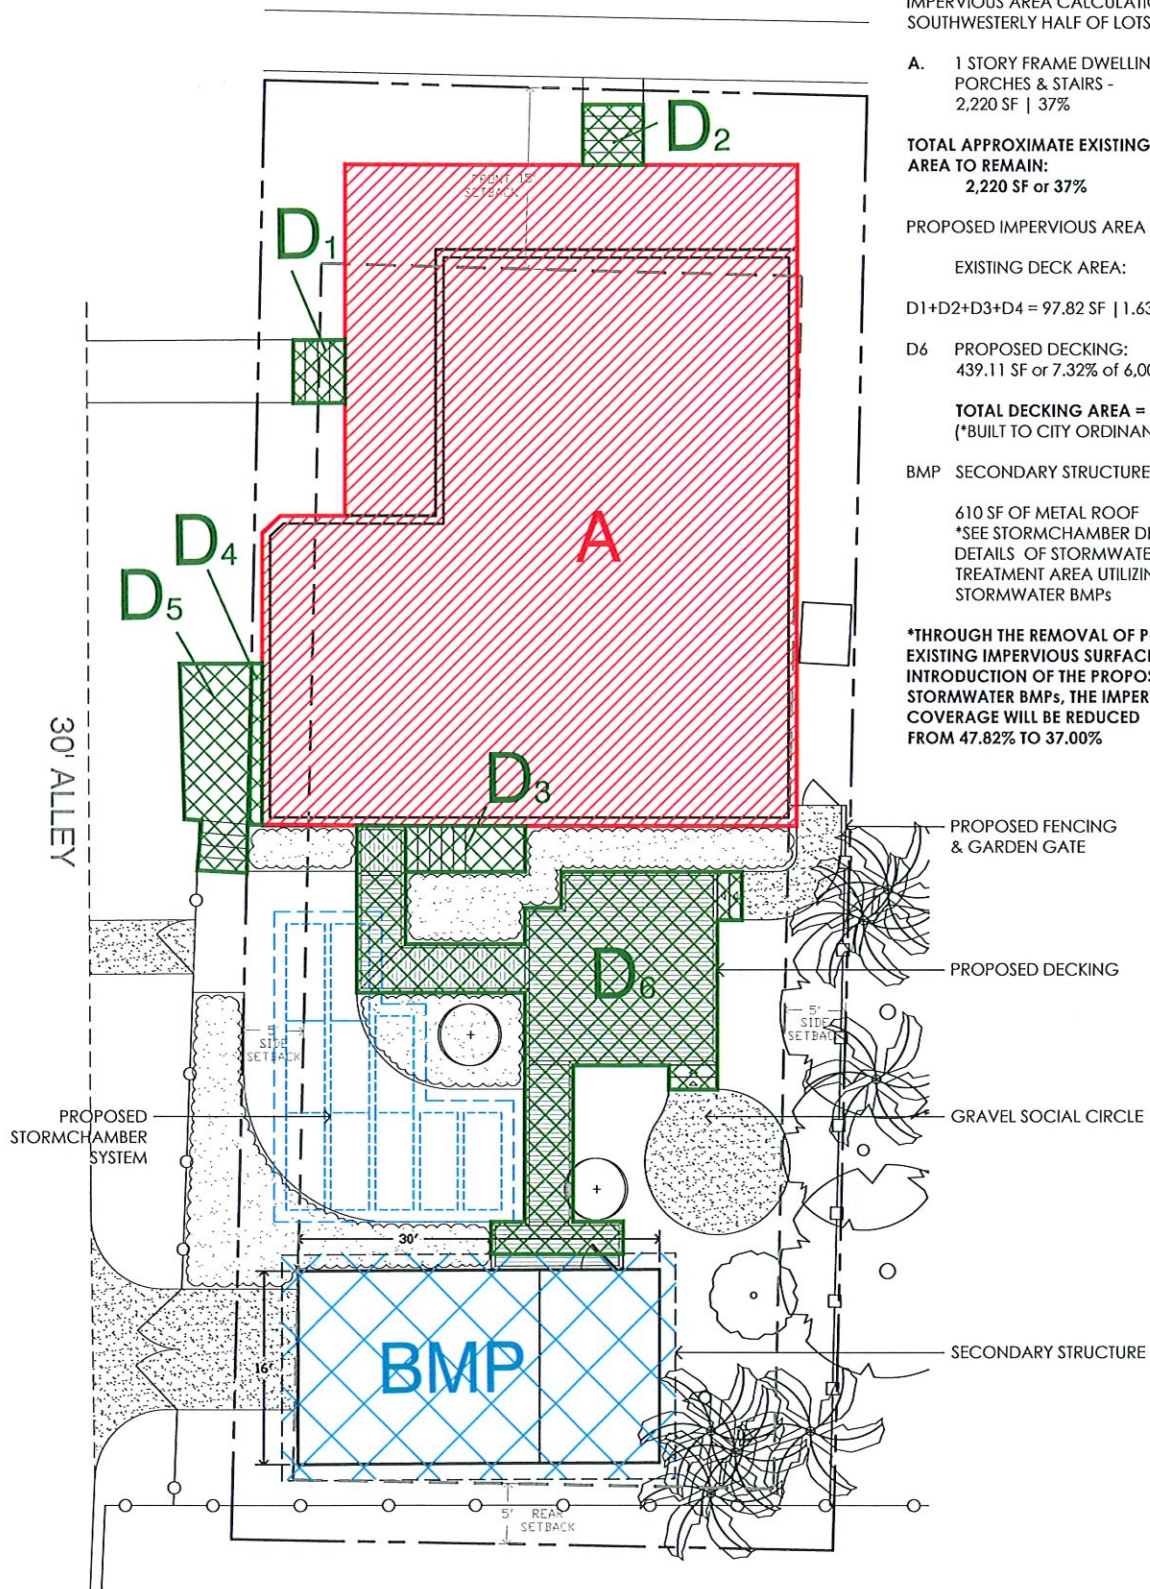 IMPERVIOUS AREA CALCULATIO
SOUTHWESTERLY HALF OF LOTS
A. 1 STORY FRAME DWELLIN
PORCHES & STAIRS -
2,220 SF | 37%
TOTAL APPROXIMATE EXISTING
AREA TO REMAIN:
2,220 SF or 37%
PROPOSED IMPERVIOUS AREA
EXISTING DECK AREA:
D1+D2+D3+D4 = 97.82 SF | 1.63
D6 PROPOSED DECKING:
439.11 SF or 7.32% of 6,00
TOTAL DECKING AREA =
(*BUILT TO CITY ORDINAN
BMP SECONDARY STRUCTURE
610 SF OF METAL ROOF
*SEE STORMCHAMBER DE
DETAILS OF STORMWATE
TREATMENT AREA UTILIZIN
STORMWATER BMPs
*THROUGH THE REMOVAL OF PO
EXISTING IMPERVIOUS SURFAC
INTRODUCTION OF THE PROPOS
STORMWATER BMPs, THE IMPER
COVERAGE WILL BE REDUCED
FROM 47.82% TO 37.00%
D2
FRONT 15'
SETBACK
D1
A
D4
D5
D3
30' ALLEY
PROPOSED FENCING
& GARDEN GATE
D6
PROPOSED DECKING
5'
SIDE
SETBACK
5'
SIDE
SETBACK
PROPOSED
STORMCHAMBER
SYSTEM
GRAVEL SOCIAL CIRCLE
30'
16'
BMP
SECONDARY STRUCTURE
5' REAR
SETBACK